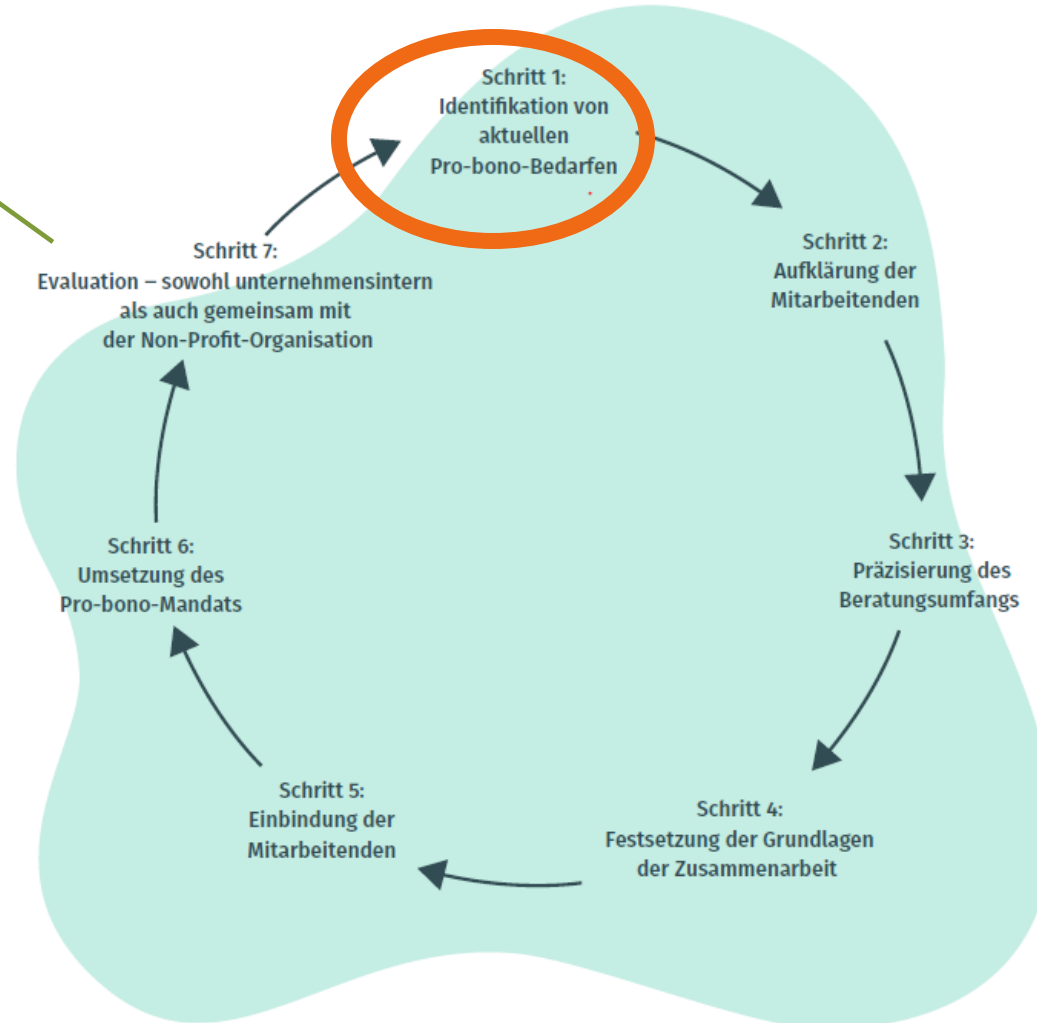 Schritt 1:
Identifikation von
aktuellen
Pro-bono-Bedarfen
Schritt 2:
Aufklärung der
Mitarbeitenden
Schritt 3:
Präzisierung des
Beratungsumfangs
Schritt 4:
Festsetzung der Grundlagen
der Zusammenarbeit
Schritt 5:
Einbindung der
Mitarbeitenden
Schritt 6:
Umsetzung des
Pro-bono-Mandats
Schritt 7:
Evaluation – sowohl unternehmensintern
als auch gemeinsam mit
der Non-Profit-Organisation